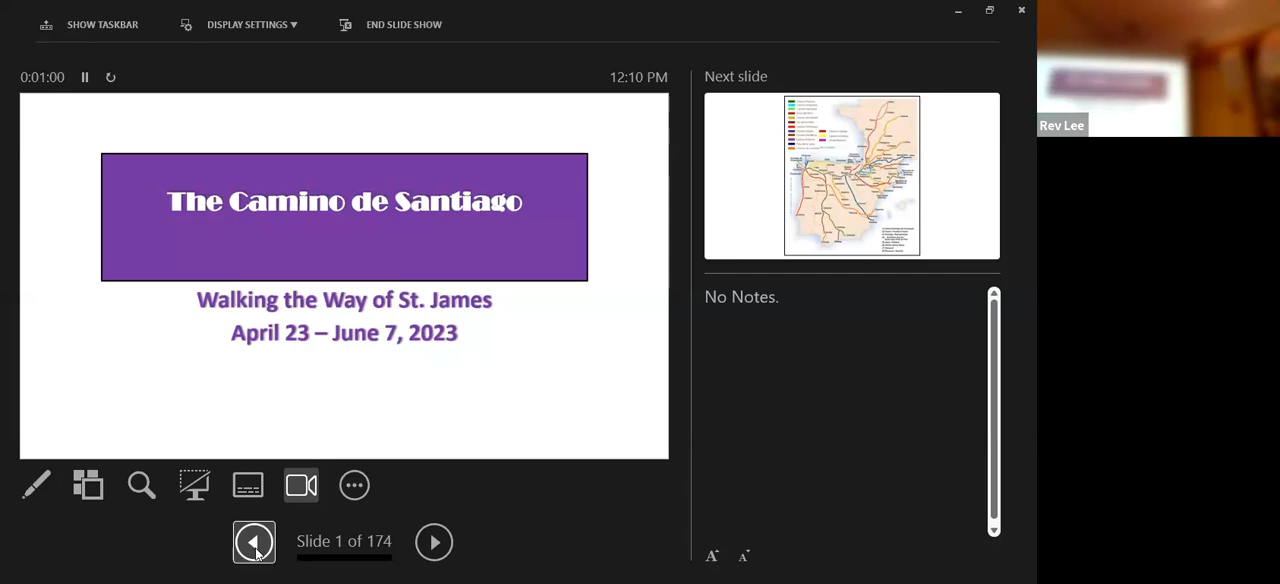 SHOW TASKBAR
DISPLAY SETTINGS ▼
END SLIDE SHOW
0:01:00
12:10 PM
The Camino de Santiago
Walking the Way of St. James
April 23 – June 7, 2023
Slide 1 of 174
Next slide
No Notes.
A
A
Rev Lee